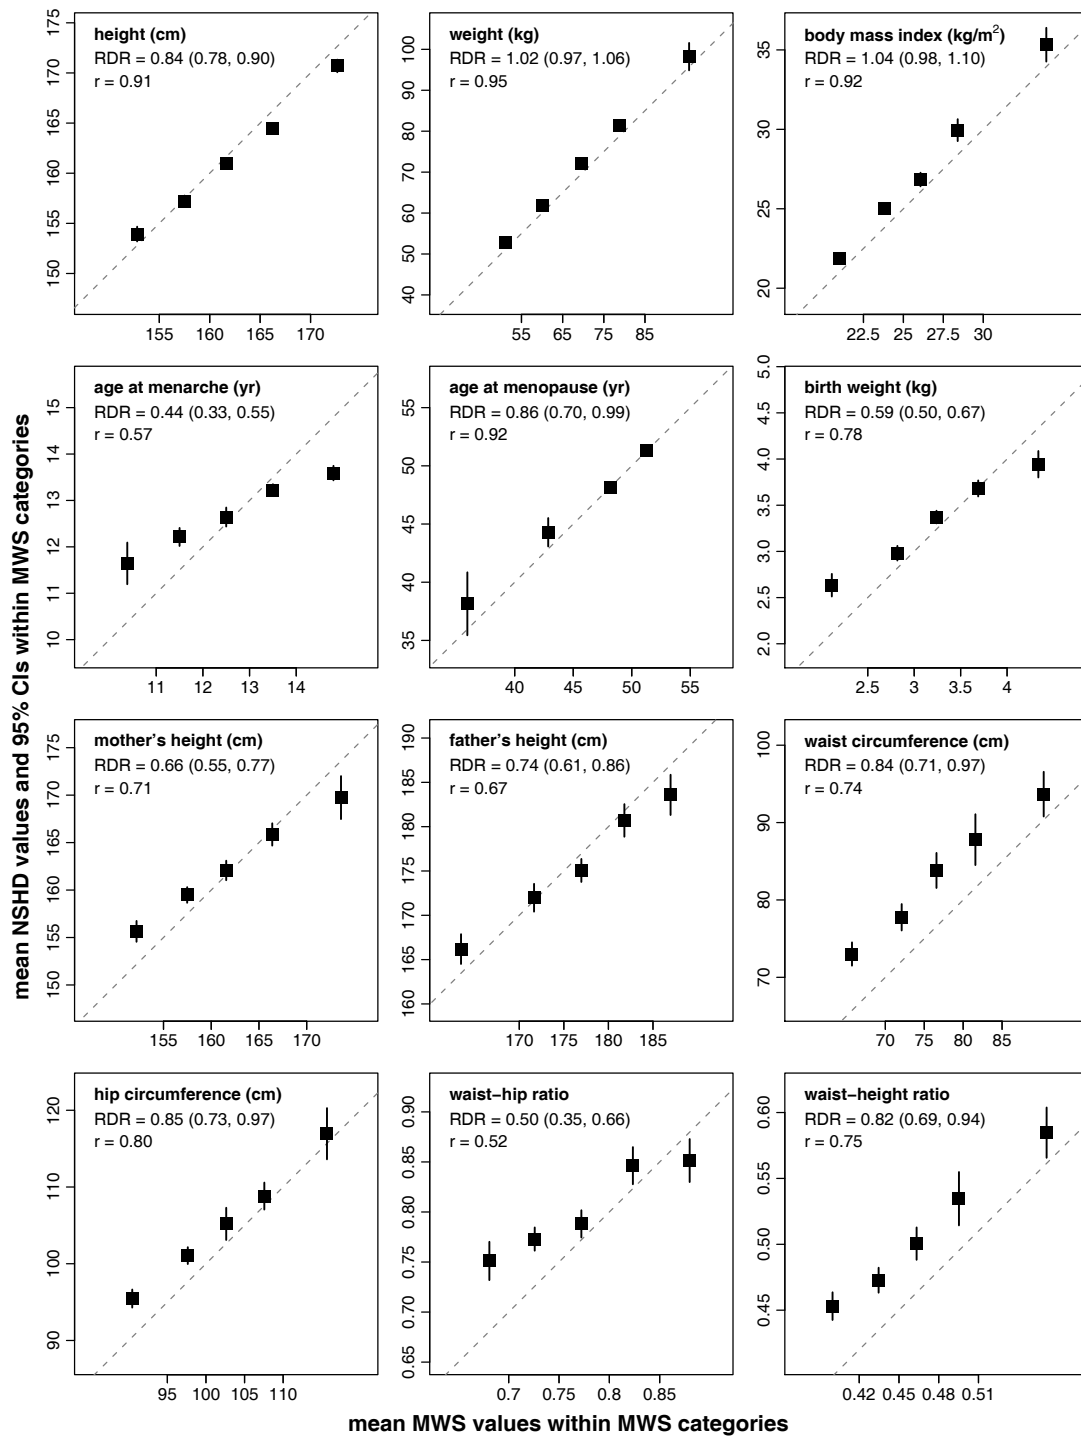 mean NSHD values and 95% CIs within MWS categories
height (cm)
RDR = 0.84 (0.78, 0.90)
r = 0.91
150 155 160 165 170 175
155 160 165 170
weight (kg)
RDR = 1.02 (0.97, 1.06)
r = 0.95
40 50 60 70 80 90 100
55 65 75 85
body mass index (kg/m²)
RDR = 1.04 (0.98, 1.10)
r = 0.92
20 25 30 35
22.5 25 27.5 30
age at menarche (yr)
RDR = 0.44 (0.33, 0.55)
r = 0.57
10 11 12 13 14 15
11 12 13 14
age at menopause (yr)
RDR = 0.86 (0.70, 0.99)
r = 0.92
35 40 45 50 55
40 45 50 55
birth weight (kg)
RDR = 0.59 (0.50, 0.67)
r = 0.78
2.0 2.5 3.0 3.5 4.0 4.5 5.0
2.5 3 3.5 4
mother's height (cm)
RDR = 0.66 (0.55, 0.77)
r = 0.71
150 155 160 165 170 175
155 160 165 170
father's height (cm)
RDR = 0.74 (0.61, 0.86)
r = 0.67
160 165 170 175 180 185 190
170 175 180 185
waist circumference (cm)
RDR = 0.84 (0.71, 0.97)
r = 0.74
70 80 90 100
70 75 80 85
hip circumference (cm)
RDR = 0.85 (0.73, 0.97)
r = 0.80
90 100 110 120
95 100 105 110
waist−hip ratio
RDR = 0.50 (0.35, 0.66)
r = 0.52
0.65 0.70 0.75 0.80 0.85 0.90
0.7 0.75 0.8 0.85
waist−height ratio
RDR = 0.82 (0.69, 0.94)
r = 0.75
0.45 0.50 0.55 0.60
0.42 0.45 0.48 0.51
mean MWS values within MWS categories